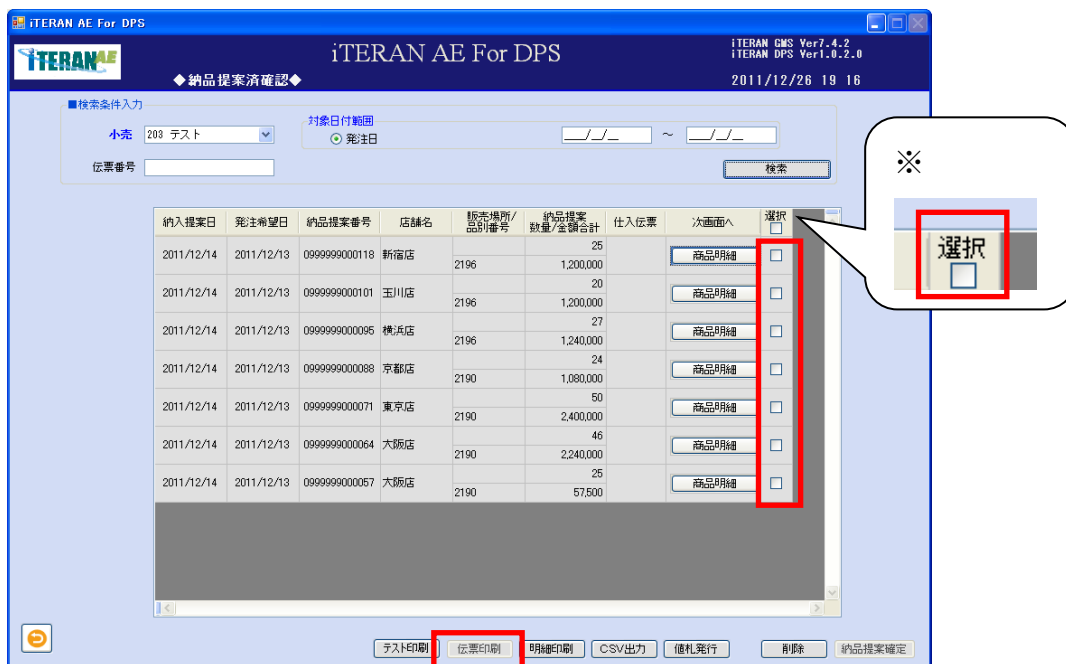 iTERAN AE For DPS
iTERANAE
iTERAN AE For DPS
iTERAN GMS Ver7.4.2
iTERAN DPS Ver1.0.2.0
◆納品提案済確認◆
2011/12/26 19 16
■検索条件入力
小売 203 テスト
対象日付範囲
発注日 __/_/__ ～ __/_/__
伝票番号
検索
※
選択
納入提案日 発注希望日 納品提案番号 店舗名 販売場所/品別番号 納品提案数量/金額合計 仕入伝票 次画面へ 選択
2011/12/14 2011/12/13 0999999000118 新宿店 2196 25 1,200,000 商品明細
2011/12/14 2011/12/13 0999999000101 玉川店 2196 20 1,200,000 商品明細
2011/12/14 2011/12/13 0999999000095 横浜店 2196 27 1,240,000 商品明細
2011/12/14 2011/12/13 0999999000088 京都店 2190 24 1,080,000 商品明細
2011/12/14 2011/12/13 0999999000071 東京店 2190 50 2,400,000 商品明細
2011/12/14 2011/12/13 0999999000064 大阪店 2190 46 2,240,000 商品明細
2011/12/14 2011/12/13 0999999000057 大阪店 2190 25 57,500 商品明細
テスト印刷 伝票印刷 明細印刷 CSV出力 値札発行 削除 納品提案確定